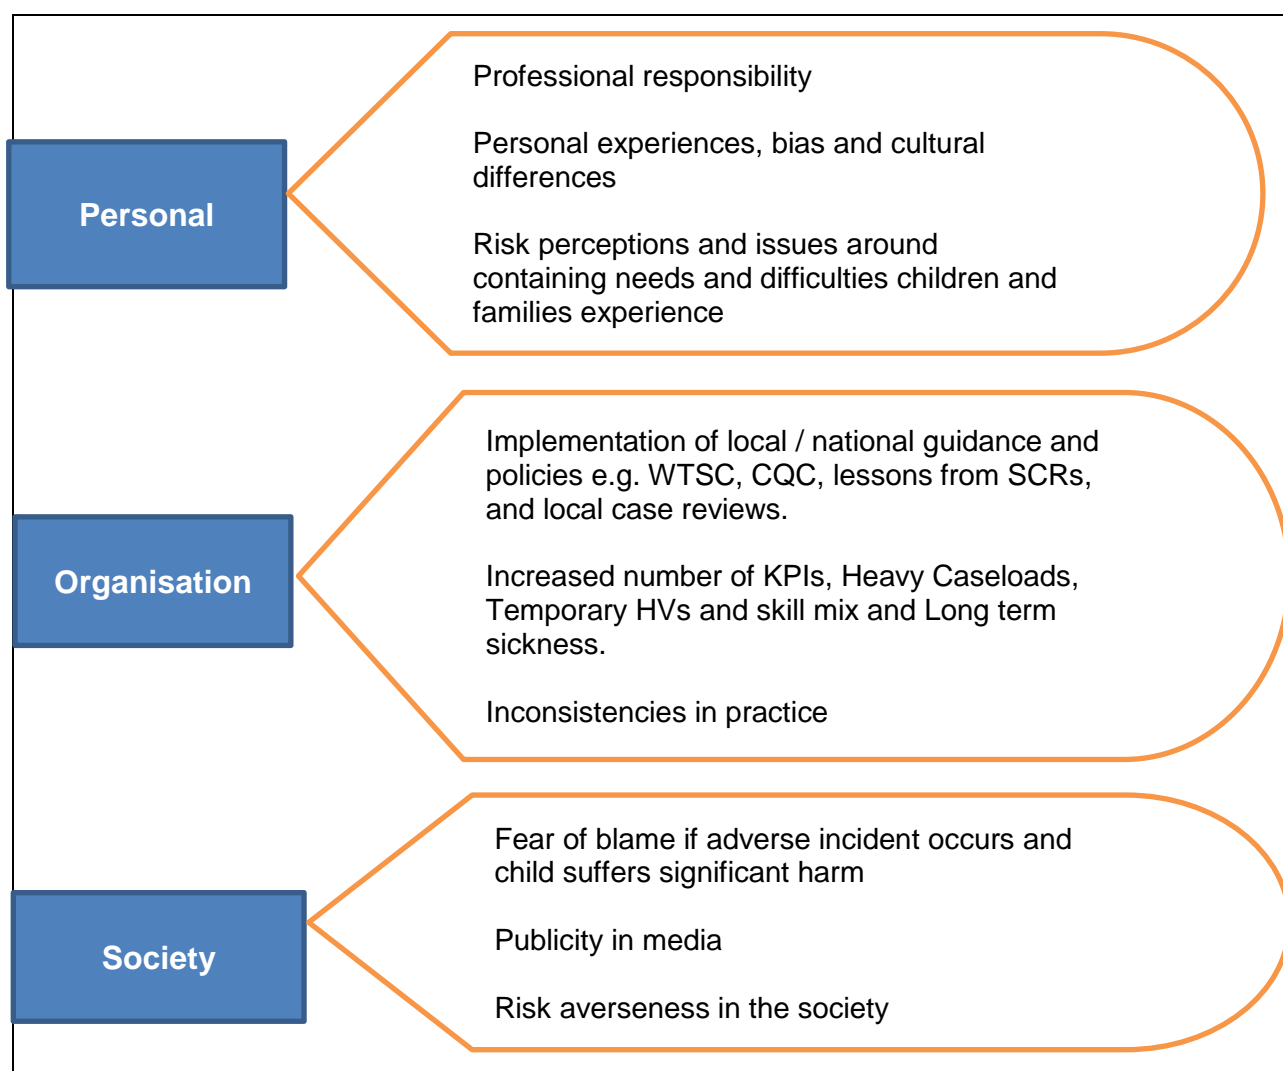 Personal
Professional responsibility
Personal experiences, bias and cultural
differences
Risk perceptions and issues around
containing needs and difficulties children and
families experience
Organisation
Implementation of local / national guidance and
policies e.g. WTSC, CQC, lessons from SCRs,
and local case reviews.
Increased number of KPIs, Heavy Caseloads,
Temporary HVs and skill mix and Long term
sickness.
Inconsistencies in practice
Society
Fear of blame if adverse incident occurs and
child suffers significant harm
Publicity in media
Risk averseness in the society